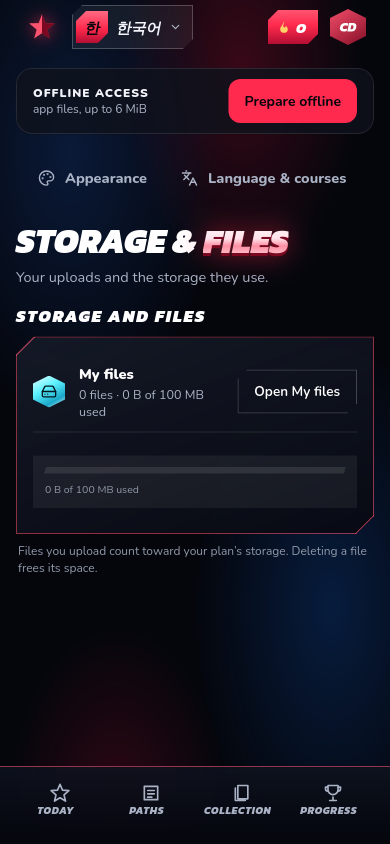 한 한국어
0 CD
OFFLINE ACCESS
app files, up to 6 MiB
Prepare offline
Appearance Language & courses
STORAGE & FILES
Your uploads and the storage they use.
STORAGE AND FILES
My files
0 files · 0 B of 100 MB
used
Open My files
0 B of 100 MB used
Files you upload count toward your plan's storage. Deleting a file
frees its space.
TODAY PATHS COLLECTION PROGRESS